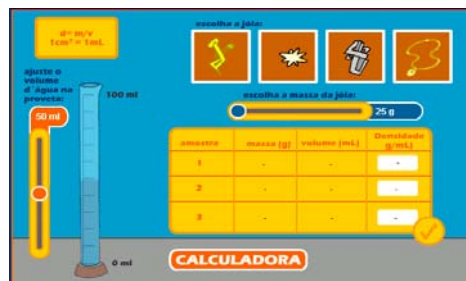 d= m/v
1cm³ = 1mL
escolha a jóia:
ajuste o
volume
d´água na
proveta:
50 ml
100 ml
0 ml
escolha a massa da jóia:
25 g
amostra massa (g) volume (mL) Densidade
g/mL)
1 - - -
2 - - -
3 - - -
CALCULADORA